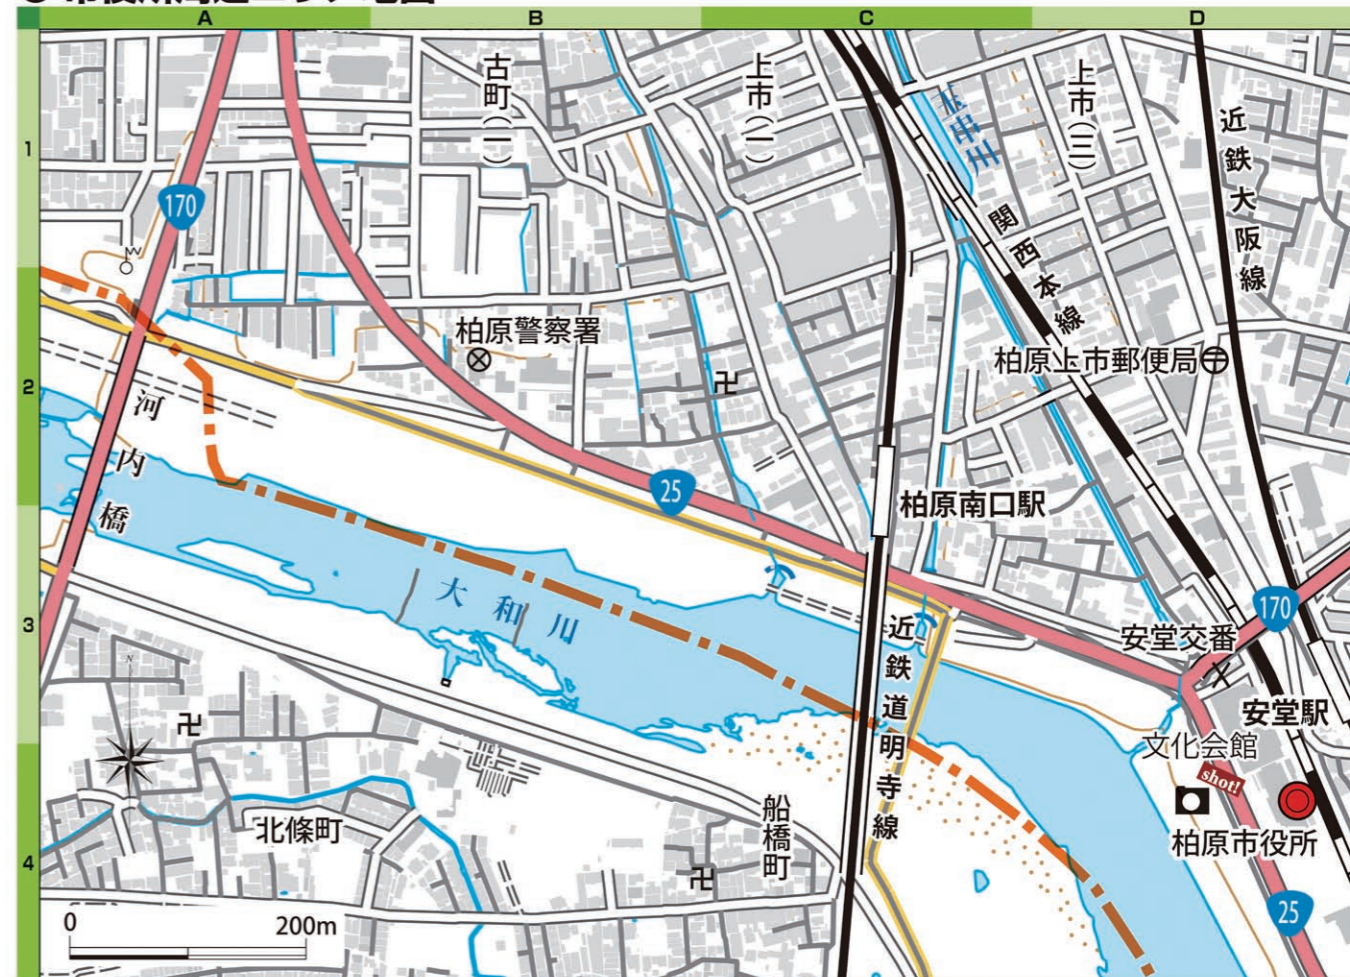 A
B
C
D
1
2
3
4
古町(一)
上市(一)
上市(三)
玉串川
近鉄大阪線
関西本線
170
柏原警察署
柏原上市郵便局
河内橋
25
柏原南口駅
大和川
近鉄道明寺線
170
安堂交番
安堂駅
文化会館
shot!
柏原市役所
25
N
北條町
船橋町
0
200m